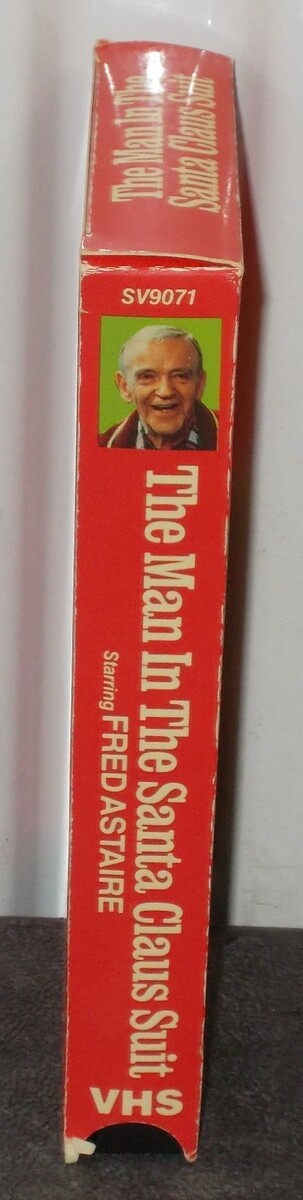 The Man In The
Santa Claus Suit
SV9071
The Man In The Santa Claus Suit
Starring FRED ASTAIRE
VHS